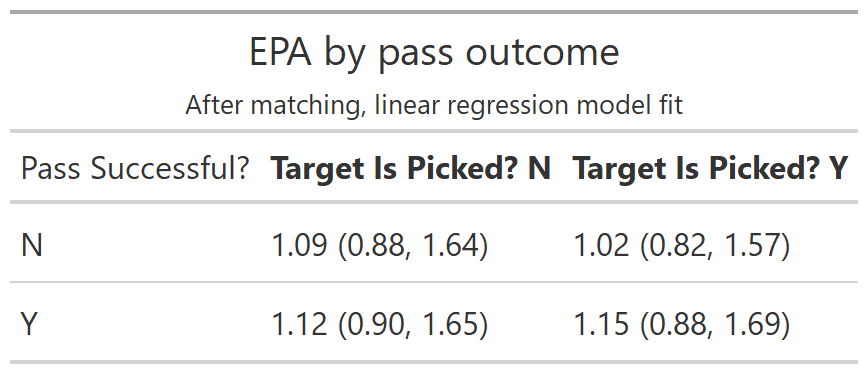 EPA by pass outcome
After matching, linear regression model fit
Pass Successful? Target Is Picked? N Target Is Picked? Y
N 1.09 (0.88, 1.64) 1.02 (0.82, 1.57)
Y 1.12 (0.90, 1.65) 1.15 (0.88, 1.69)